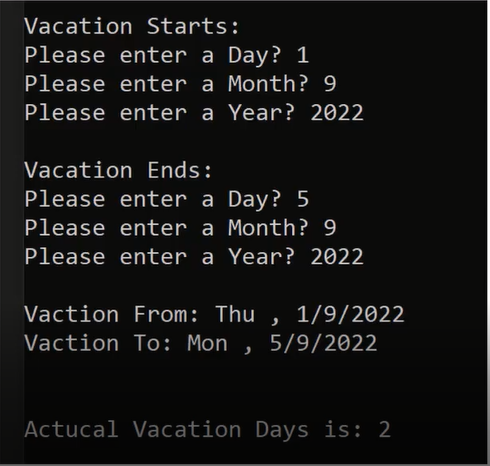 Vacation Starts:
Please enter a Day? 1
Please enter a Month? 9
Please enter a Year? 2022
Vacation Ends:
Please enter a Day? 5
Please enter a Month? 9
Please enter a Year? 2022
Vaction From: Thu , 1/9/2022
Vaction To: Mon , 5/9/2022
Actucal Vacation Days is: 2